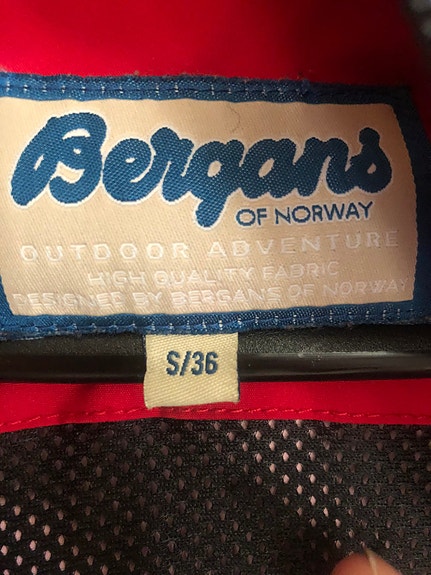 Bergans
OF NORWAY
OUTDOOR ADVENTURE
HIGH QUALITY FABRIC
DESIGNED BY BERGANS OF NORWAY
S/36